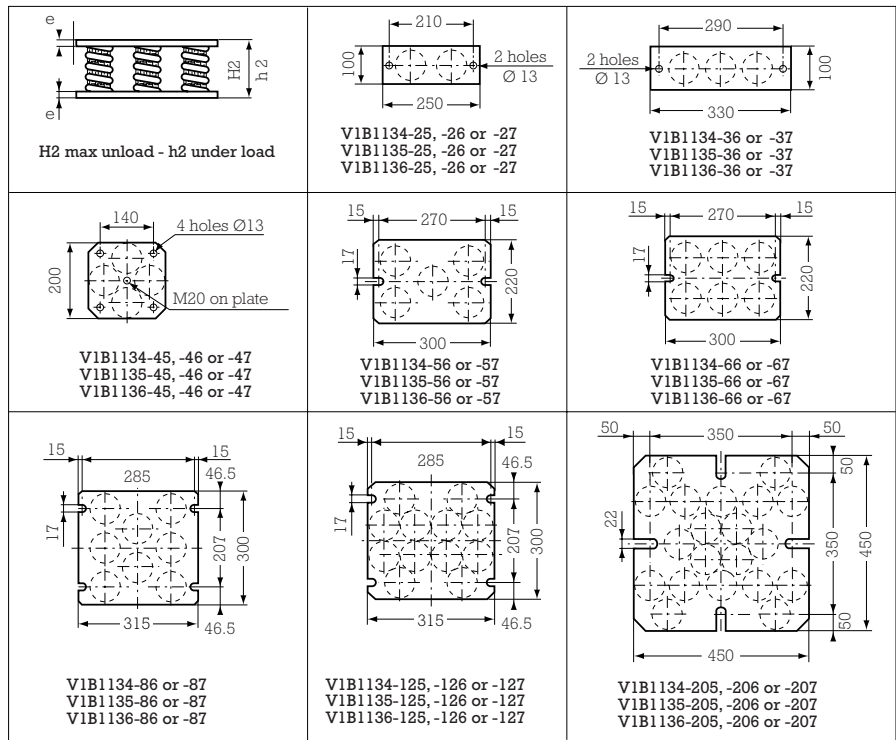 e
e
H2
h 2
H2 max unload - h2 under load
210
100
2 holes
Ø 13
250
V1B1134-25, -26 or -27
V1B1135-25, -26 or -27
V1B1136-25, -26 or -27
290
2 holes
Ø 13
100
330
V1B1134-36 or -37
V1B1135-36 or -37
V1B1136-36 or -37
140
4 holes Ø13
200
M20 on plate
V1B1134-45, -46 or -47
V1B1135-45, -46 or -47
V1B1136-45, -46 or -47
15
270
15
17
220
300
V1B1134-56 or -57
V1B1135-56 or -57
V1B1136-56 or -57
15
270
15
17
220
300
V1B1134-66 or -67
V1B1135-66 or -67
V1B1136-66 or -67
15
15
285
46.5
17
207
300
315
46.5
V1B1134-86 or -87
V1B1135-86 or -87
V1B1136-86 or -87
15
15
285
46.5
17
207
300
315
46.5
V1B1134-125, -126 or -127
V1B1135-125, -126 or -127
V1B1136-125, -126 or -127
50
350
50
50
22
350
450
50
450
V1B1134-205, -206 or -207
V1B1135-205, -206 or -207
V1B1136-205, -206 or -207